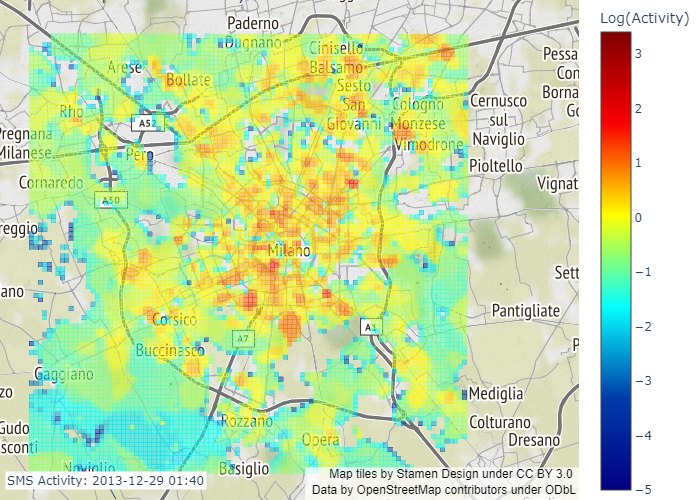 Log(Activity)
3
2
1
0
−1
−2
−3
−4
−5
Paderno
Dugnano
Cinisello
Balsamo
Arese
Bollate
Sesto
San
Giovanni
Cologno
Monzese
Cernusco
sul
Naviglio
Pessa
Con
Borna
Go
Rho
A52
Pregnana
Milanese
Pero
Vimodrone
Pioltello
Vignat
Cornaredo
A50
reggio
Milano
Sett
ano
Pantigliate
Corsico
A7
A1
Buccinasco
P
Gaggiano
zo
Mediglia
Gudo
sconti
Rozzano
Colturano
Dresano
Opera
Noviglio
Basiglio
SMS Activity: 2013-12-29 01:40
Map tiles by Stamen Design under CC BY 3.0
Data by OpenStreetMap contributors under ODbL